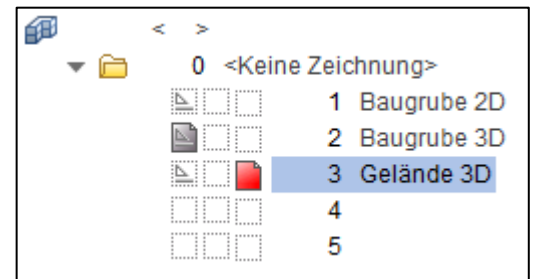 < >
0 <Keine Zeichnung>
1 Baugrube 2D
2 Baugrube 3D
3 Gelände 3D
4
5